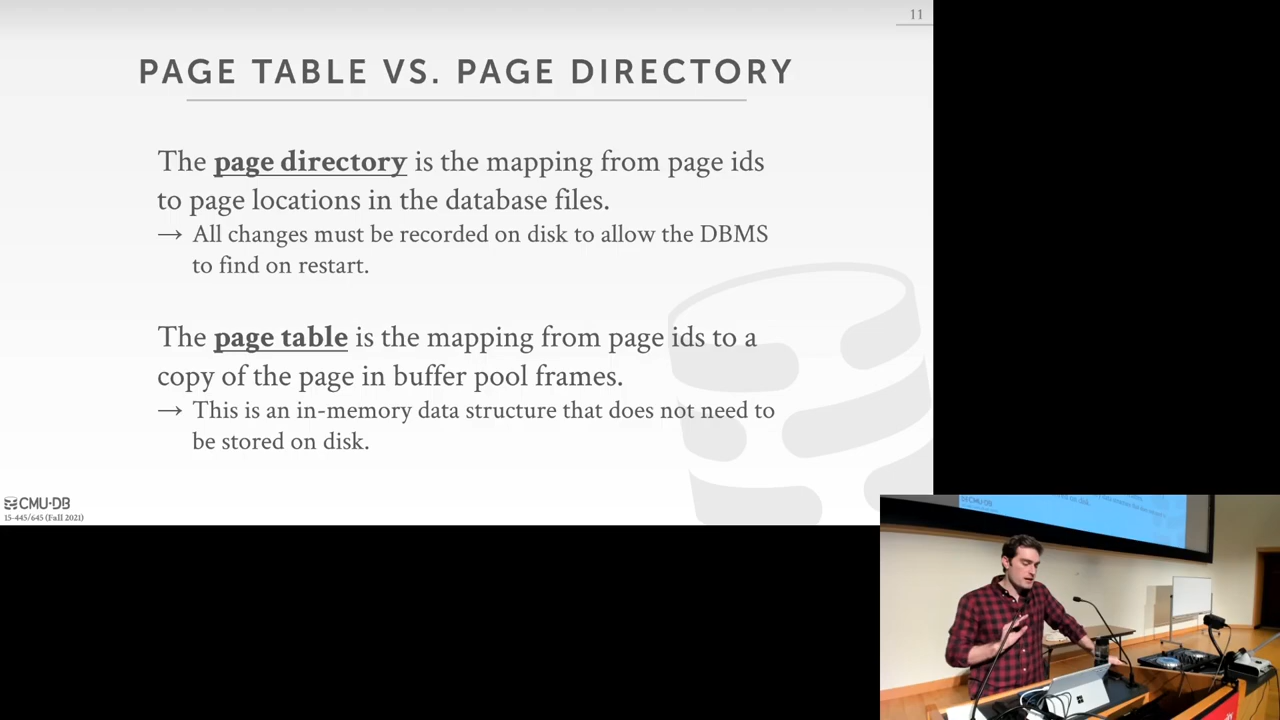 11
PAGE TABLE VS. PAGE DIRECTORY
The page directory is the mapping from page ids
to page locations in the database files.
→ All changes must be recorded on disk to allow the DBMS
to find on restart.
The page table is the mapping from page ids to a
copy of the page in buffer pool frames.
→ This is an in-memory data structure that does not need to
be stored on disk.
CMU·DB
15-445/645 (Fall 2021)